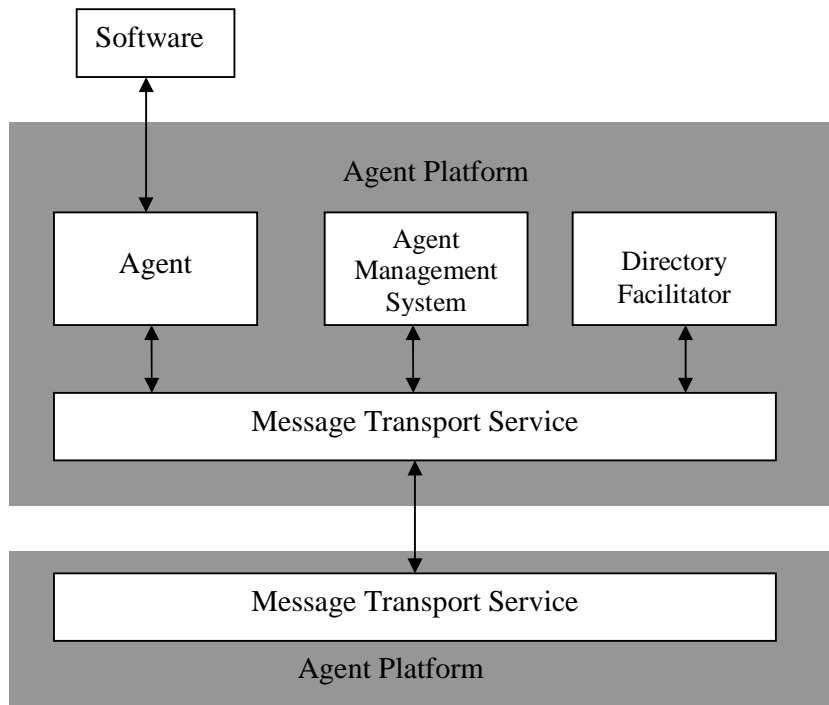 Software
Agent Platform
Agent
Agent
Management
System
Directory
Facilitator
Message Transport Service
Message Transport Service
Agent Platform